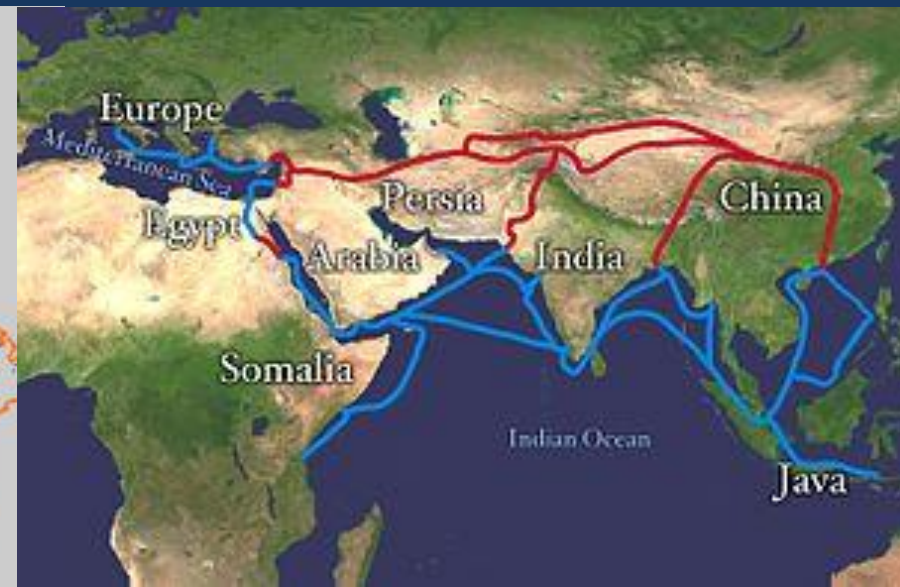 Europe
Mediterranean Sea
Egypt
Persia
China
Arabia
India
Somalia
Indian Ocean
Java